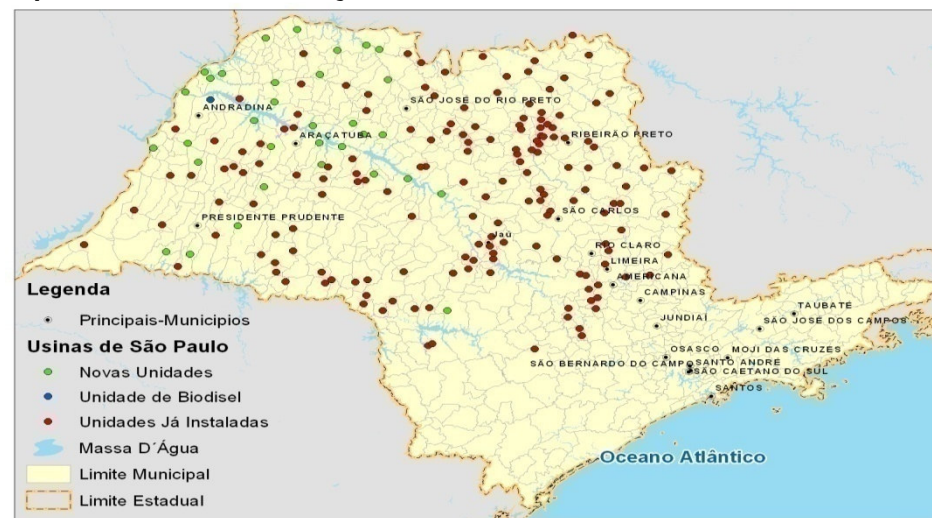 SÃO JOSÉ DO RIO PRETO
ANDRADINA
ARAÇATUBA
RIBEIRÃO PRETO
PRESIDENTE PRUDENTE
SÃO CARLOS
Jaú
RIO CLARO
LIMEIRA
AMERICANA
CAMPINAS
TAUBATÉ
JUNDIAÍ
SÃO JOSÉ DOS CAMPOS
OSASCO
MOJI DAS CRUZES
SÃO BERNARDO DO CAMPO
SANTO ANDRÉ
SÃO CAETANO DO SUL
SANTOS
Oceano Atlântico
Legenda
Principais-Municipios
Usinas de São Paulo
Novas Unidades
Unidade de Biodisel
Unidades Já Instaladas
Massa D´Água
Limite Municipal
Limite Estadual